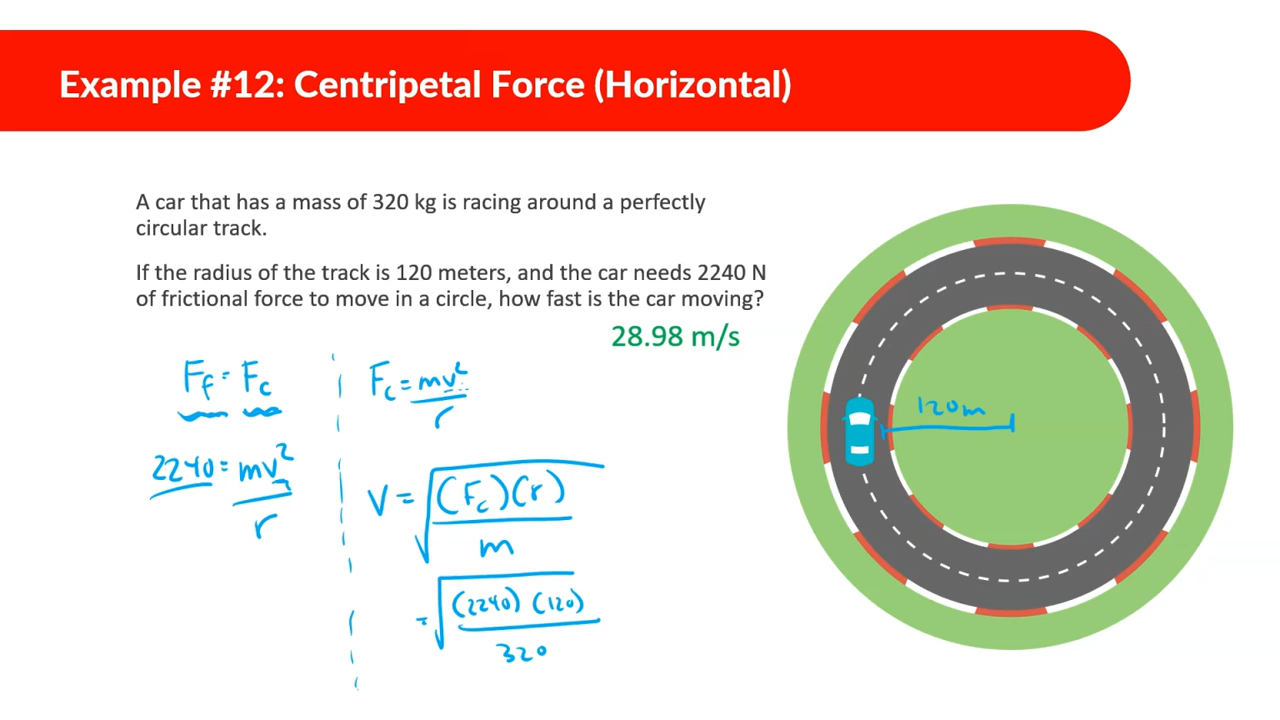 Example #12: Centripetal Force (Horizontal)
A car that has a mass of 320 kg is racing around a perfectly
circular track.
If the radius of the track is 120 meters, and the car needs 2240 N
of frictional force to move in a circle, how fast is the car moving?
28.98 m/s
Ff = Fc
2240 = mv²/r
Fc = mv²/r
V = √((Fc)(r)/m)
= √((2240)(120)/320)
120m